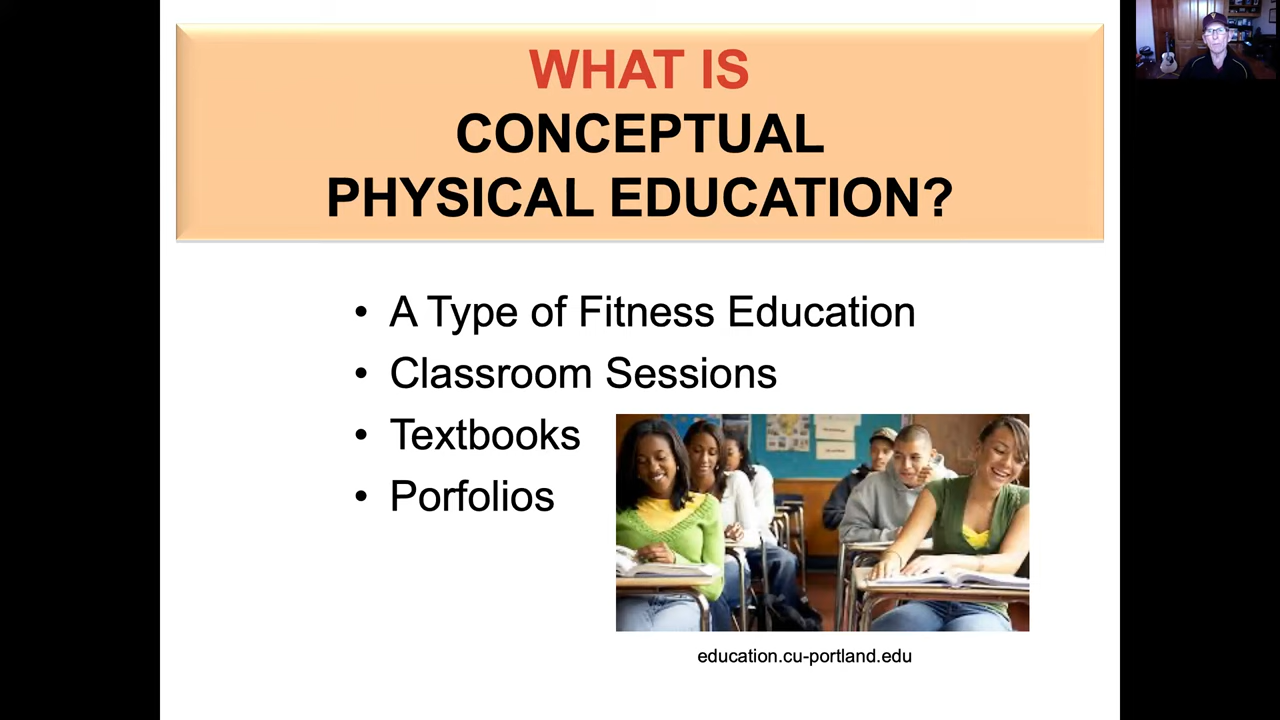 WHAT IS
CONCEPTUAL
PHYSICAL EDUCATION?
• A Type of Fitness Education
• Classroom Sessions
• Textbooks
• Porfolios
education.cu-portland.edu